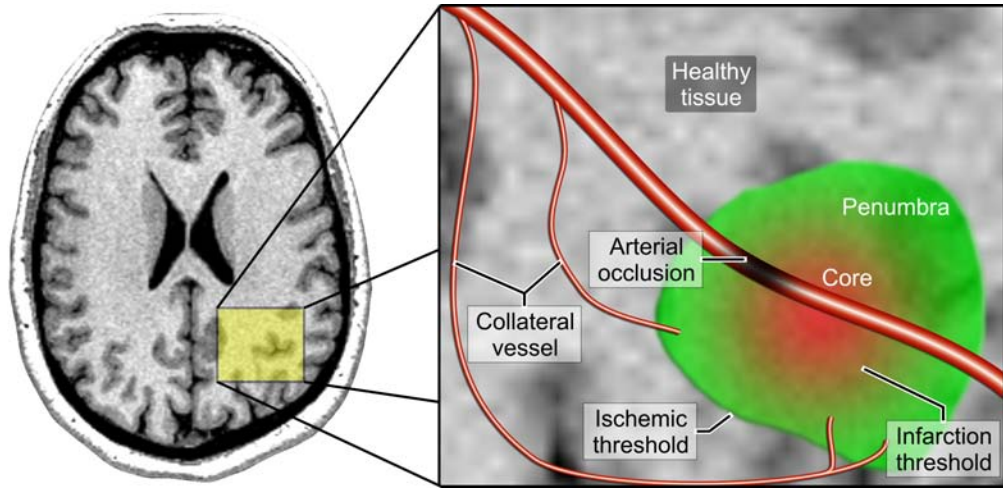 Healthy
tissue
Penumbra
Arterial
occlusion
Core
Collateral
vessel
Ischemic
threshold
Infarction
threshold